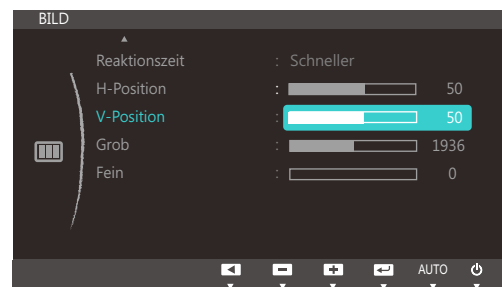 BILD
Reaktionszeit : Schneller
H-Position : 50
V-Position : 50
Grob : 1936
Fein : 0
AUTO